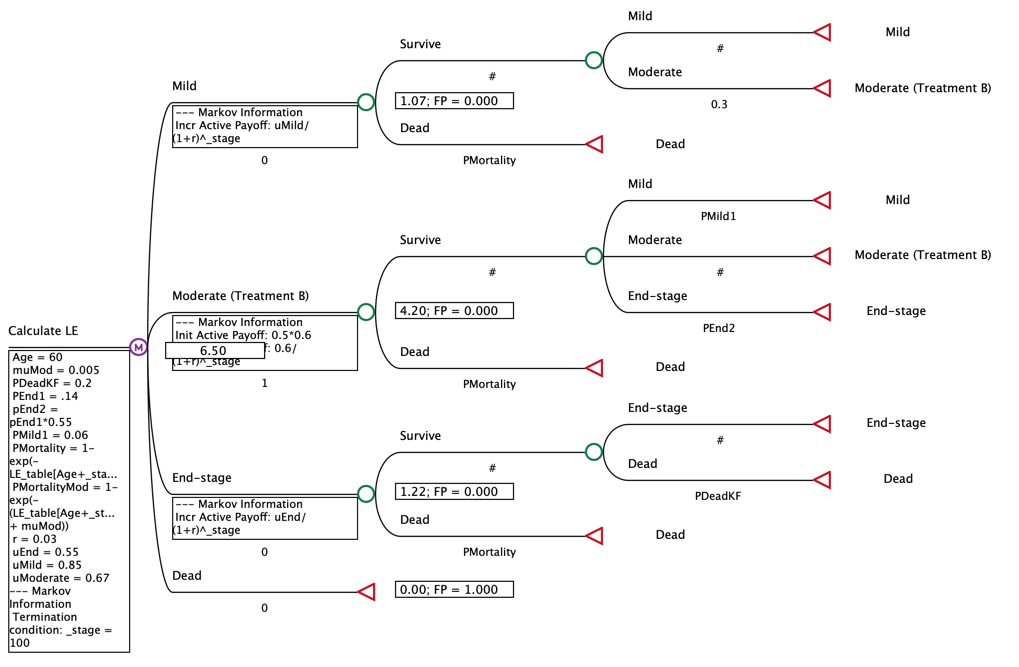 Mild
Survive
Mild
#
#
Mild
Moderate
Moderate (Treatment B)
0.3
--- Markov Information
Incr Active Payoff: uMild/
(1+r)^_stage
0
1.07; FP = 0.000
Dead
Dead
PMortality
Mild
Mild
PMild1
Survive
Moderate
Moderate (Treatment B)
#
#
Moderate (Treatment B)
End-stage
End-stage
PEnd2
--- Markov Information
Init Active Payoff: 0.5*0.6
f: 0.6/
(1+r)^_stage
1
6.50
4.20; FP = 0.000
Dead
Dead
PMortality
Calculate LE
M
Age = 60
muMod = 0.005
PDeadKF = 0.2
PEnd1 = .14
pEnd2 =
pEnd1*0.55
PMild1 = 0.06
PMortality = 1-
exp(-
LE_table[Age+_sta...
PMortalityMod = 1-
exp(-
(LE_table[Age+_st...
+ muMod))
r = 0.03
uEnd = 0.55
uMild = 0.85
uModerate = 0.67
--- Markov
Information
Termination
condition: _stage =
100
End-stage
Survive
End-stage
End-stage
#
#
Dead
Dead
PDeadKF
--- Markov Information
Incr Active Payoff: uEnd/
(1+r)^_stage
0
1.22; FP = 0.000
Dead
Dead
PMortality
Dead
0
0.00; FP = 1.000